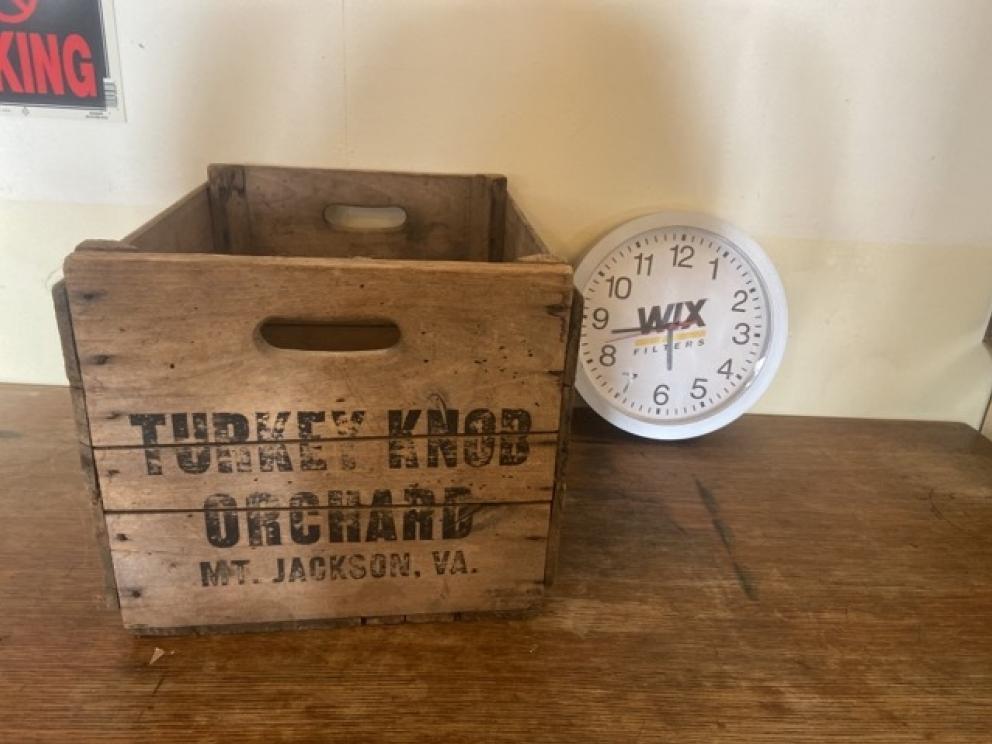 KING
TURKEY KNOB
ORCHARD
MT. JACKSON, VA.
12
1
2
3
4
5
6
7
8
9
10
11
WIX
FILTERS